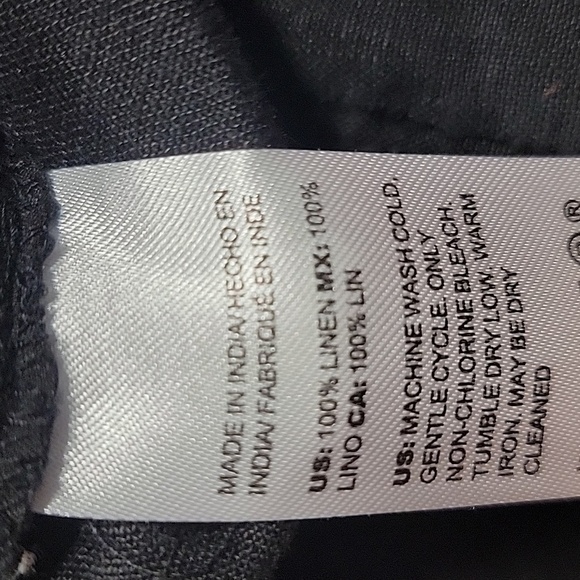 MADE IN INDIA/ HECHO EN
INDIA/ FABRIQUÉ EN INDE
US: 100% LINEN MX: 100%
LINO CA: 100% LIN
US: MACHINE WASH COLD,
GENTLE CYCLE. ONLY
NON-CHLORINE BLEACH.
TUMBLE DRY LOW. WARM
IRON. MAY BE DRY
CLEANED
®